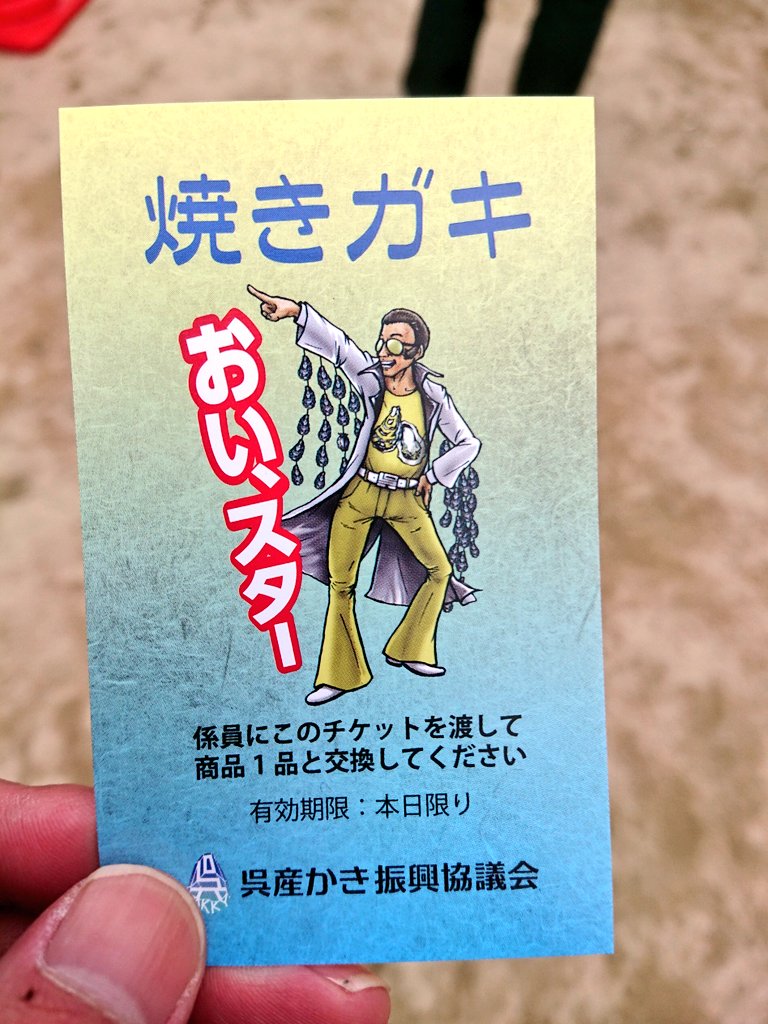 焼きガキ
おい、スター
係員にこのチケットを渡して
商品1品と交換してください
有効期限：本日限り
呉産かき振興協議会